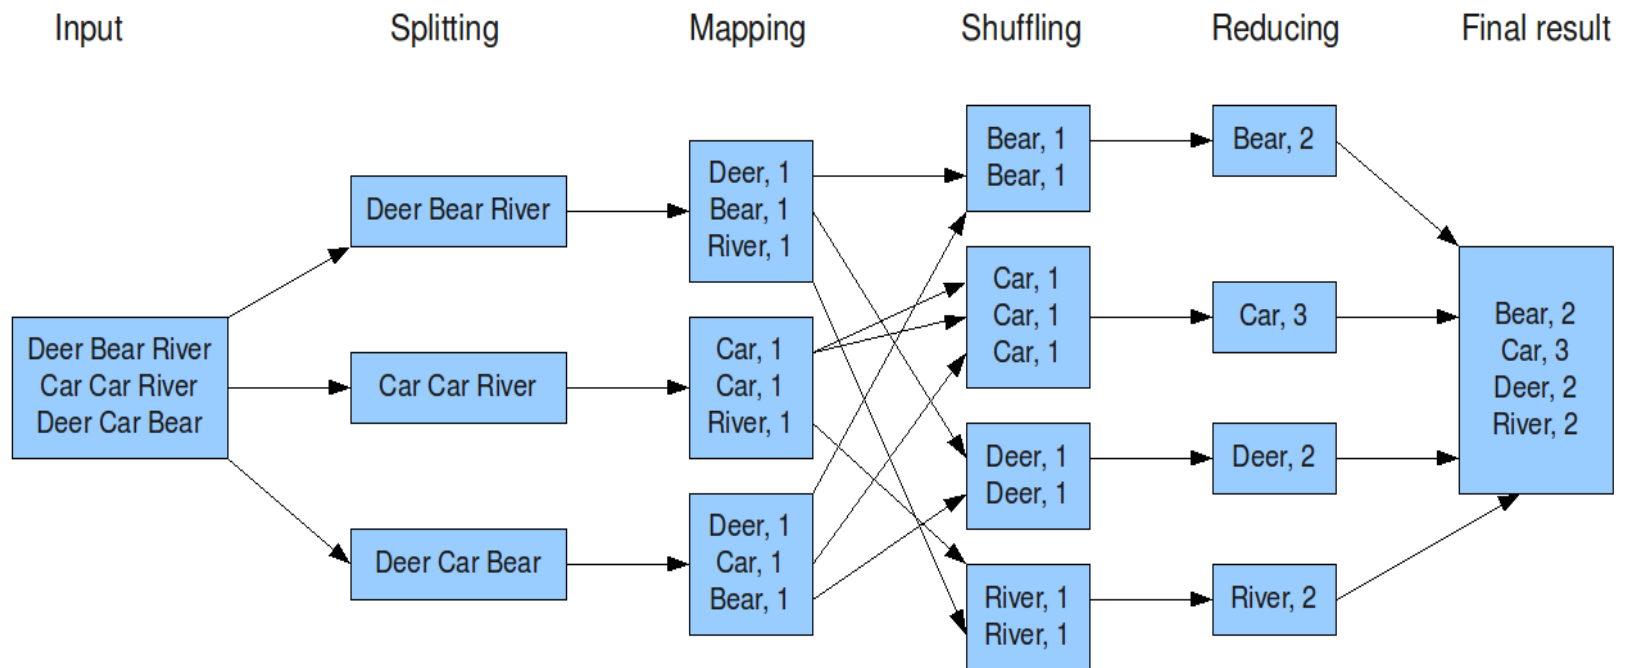 Input
Splitting
Mapping
Shuffling
Reducing
Final result
Deer Bear River
Car Car River
Deer Car Bear
Deer Bear River
Car Car River
Deer Car Bear
Deer, 1
Bear, 1
River, 1
Car, 1
Car, 1
River, 1
Deer, 1
Car, 1
Bear, 1
Bear, 1
Bear, 1
Car, 1
Car, 1
Car, 1
Deer, 1
Deer, 1
River, 1
River, 1
Bear, 2
Car, 3
Deer, 2
River, 2
Bear, 2
Car, 3
Deer, 2
River, 2